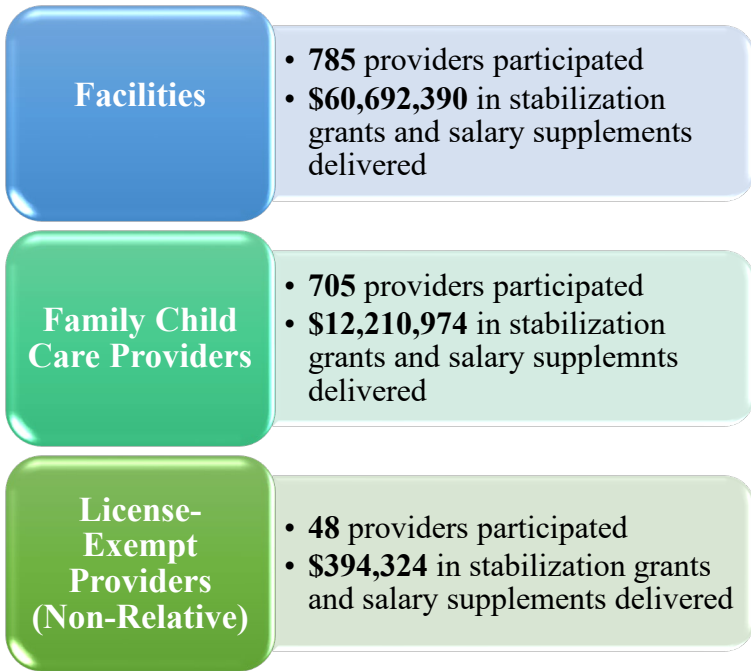 Facilities
• 785 providers participated
• $60,692,390 in stabilization
grants and salary supplements
delivered
Family Child
Care Providers
• 705 providers participated
• $12,210,974 in stabilization
grants and salary supplemnts
delivered
License-
Exempt
Providers
(Non-Relative)
• 48 providers participated
• $394,324 in stabilization grants
and salary supplements delivered